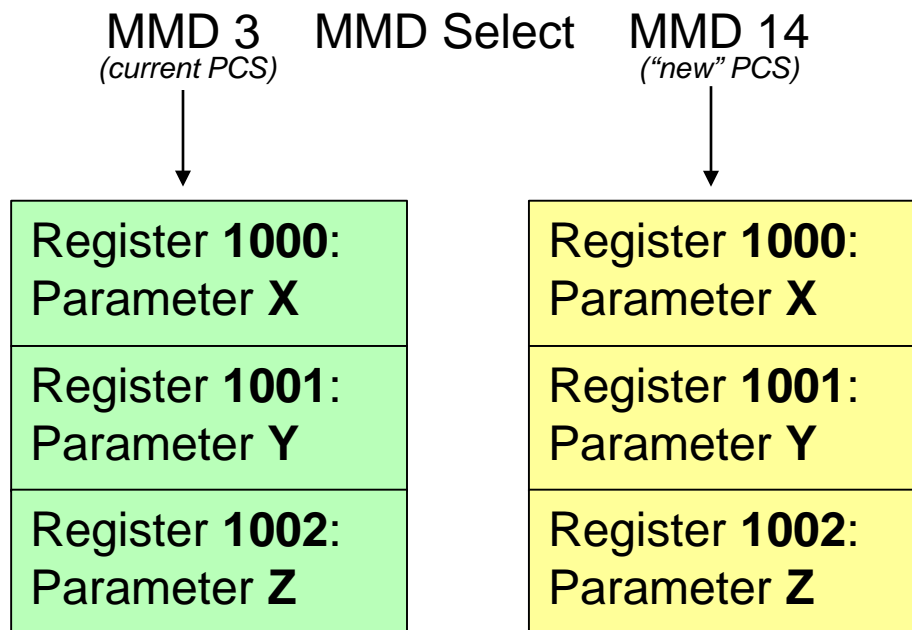 MMD 3 MMD Select MMD 14
(current PCS) (“new” PCS)
Register 1000:
Parameter X
Register 1001:
Parameter Y
Register 1002:
Parameter Z
Register 1000:
Parameter X
Register 1001:
Parameter Y
Register 1002:
Parameter Z